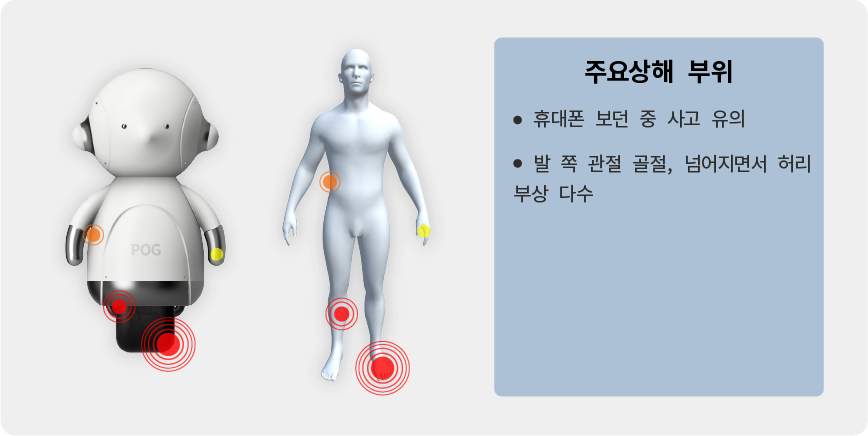 주요상해 부위
● 휴대폰 보던 중 사고 유의
● 발 쪽 관절 골절, 넘어지면서 허리
부상 다수
POG